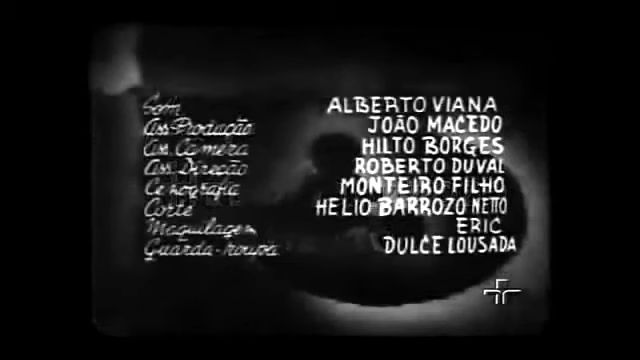 Som ALBERTO VIANA
Ass. Produção JOÃO MACEDO
Ass. Câmera HILTO BORGES
Ass. Direção ROBERTO DUVAL
Cenografia MONTEIRO FILHO
Corte HELIO BARROZO NETTO
Maquilagem ERIC
Guarda-roupa DULCE LOUSADA